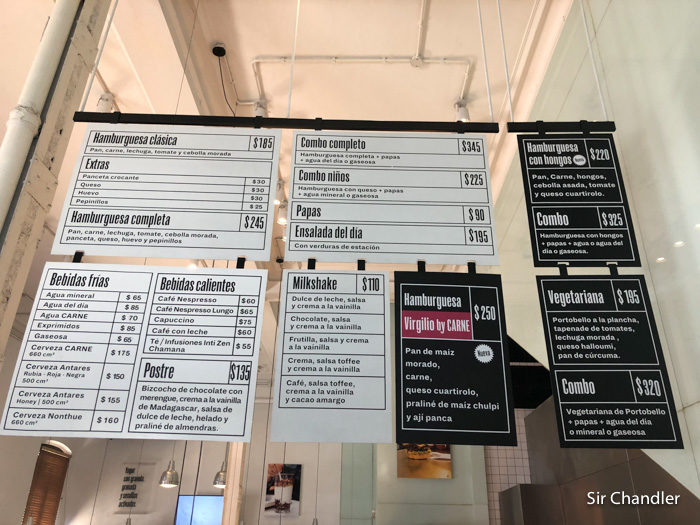 Hamburguesa clásica $185
Pan, carne, lechuga, tomate y cebolla morada
Extras
Panceta crocante $30
Queso $30
Huevo $30
Pepinillos $25
Hamburguesa completa $245
Pan, carne, lechuga, tomate, cebolla morada,
panceta, queso, huevo y pepinillos
Combo completo $345
Hamburguesa completa + papas
+ agua del día o gaseosa
Combo niños $225
Hamburguesa con queso + papas
+ agua mineral o gaseosa
Papas $90
Ensalada del día $195
Con verduras de estación
Hamburguesa
con hongos Nuevo $220
Pan, Carne, hongos,
cebolla asada, tomate
y queso cuartirolo.
Combo $325
Hamburguesa con hongos
+ papas + agua o agua del
día o gaseosa.
Bebidas frías
Agua mineral $65
Agua del día $85
Agua CARNE $70
Exprimidos $85
Gaseosa $65
Cerveza CARNE $175
660 cm³
Cerveza Antares $150
Rubia - Roja - Negra
500 cm³
Cerveza Antares $155
Honey | 500 cm³
Cerveza Nonthue $160
660 cm³
Bebidas calientes
Café Nespresso $60
Café Nespresso Lungo $65
Capuccino $75
Café con leche $60
Té / Infusiones Inti Zen $55
Chamana
Postre $135
Bizcocho de chocolate con
merengue, crema a la vainilla
de Madagascar, salsa de
dulce de leche, helado y
praliné de almendras.
Milkshake $110
Dulce de leche, salsa
y crema a la vainilla
Chocolate, salsa
y crema a la vainilla
Frutilla, salsa y crema
a la vainilla
Crema, salsa toffee
y crema a la vainilla
Café, salsa toffee,
crema a la vainilla
y cacao amargo
Hamburguesa
Virgilio by CARNE $250
Nueva
Pan de maiz
morado,
carne,
queso cuartirolo,
praliné de maiz chulpi
y aji panca
Vegetariana $195
Portobello a la plancha,
tapenade de tomates,
lechuga morada ,
queso halloumi,
pan de cúrcuma.
Combo $320
Vegetariana de Portobello
+ papas + agua del día
o mineral o gaseosa
Yogur
con granola,
granada
y semillas
activadas.
Sir Chandler